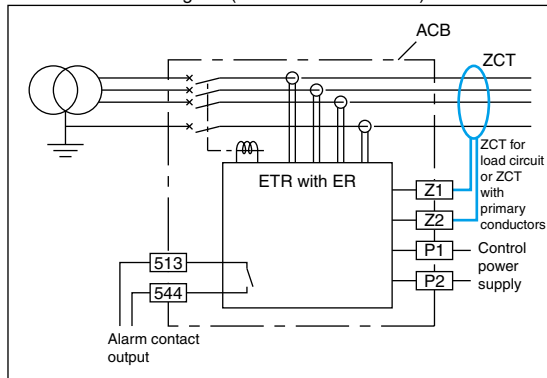 ACB
ZCT
ZCT for
load circuit
or ZCT
with
primary
conductors
ETR with ER
Z1
Z2
P1
P2
Control
power
supply
513
544
Alarm contact
output